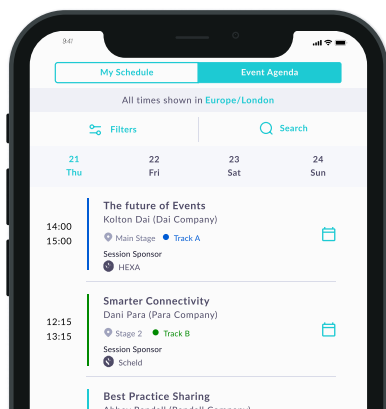 9:47
My Schedule
Event Agenda
All times shown in Europe/London
Filters
Search
21
Thu
22
Fri
23
Sat
24
Sun
14:00
15:00
The future of Events
Kolton Dai (Dai Company)
Main Stage
Track A
Session Sponsor
HEXA
12:15
13:15
Smarter Connectivity
Dani Para (Para Company)
Stage 2
Track B
Session Sponsor
Scheld
Best Practice Sharing